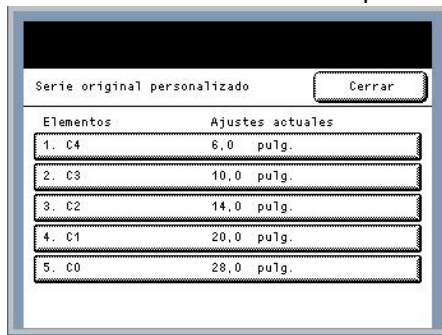 Serie original personalizado Cerrar
Elementos Ajustes actuales
1. C4 6,0 pulg.
2. C3 10,0 pulg.
3. C2 14,0 pulg.
4. C1 20,0 pulg.
5. C0 28,0 pulg.